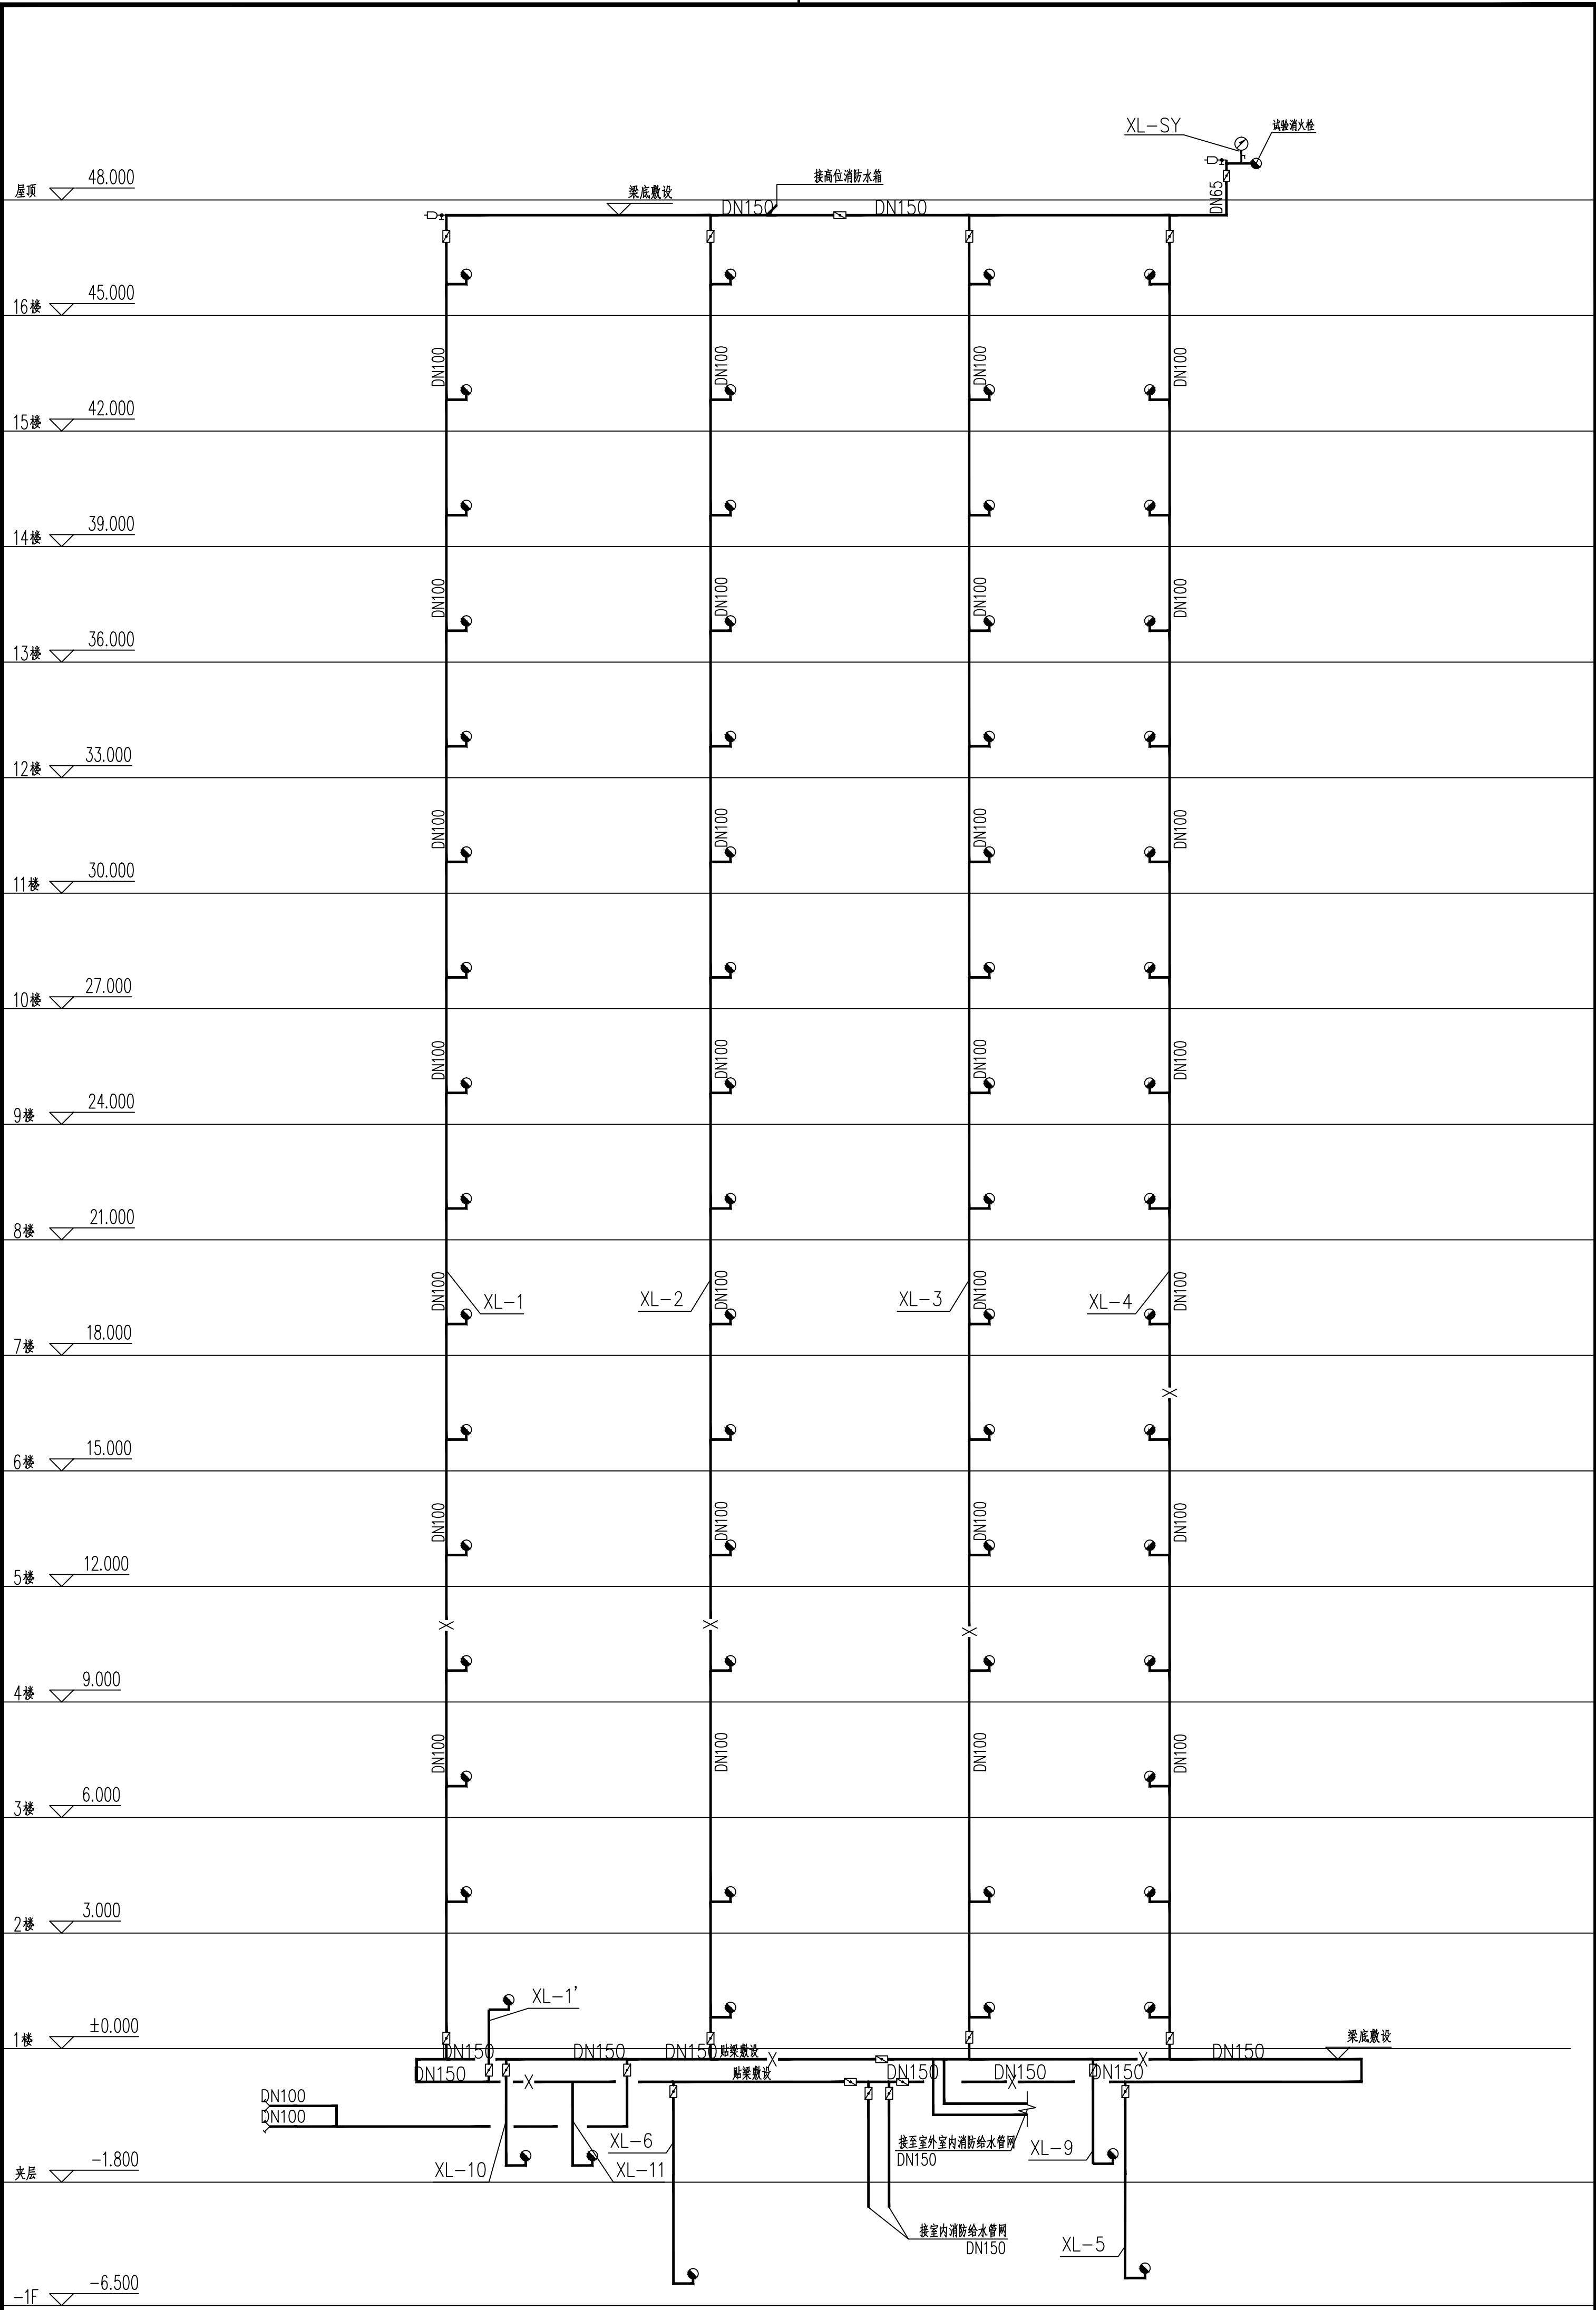 XL-SY
试验消火栓
屋顶
48.000
梁底敷设
接高位消防水箱
DN150
DN150
DN65
16楼
45.000
DN100
DN100
DN100
DN100
15楼
42.000
14楼
39.000
DN100
DN100
DN100
DN100
13楼
36.000
12楼
33.000
DN100
DN100
DN100
DN100
11楼
30.000
10楼
27.000
DN100
DN100
DN100
DN100
9楼
24.000
8楼
21.000
DN100
XL-1
XL-2
DN100
XL-3
DN100
XL-4
DN100
7楼
18.000
6楼
15.000
DN100
DN100
DN100
DN100
5楼
12.000
4楼
9.000
DN100
DN100
DN100
DN100
3楼
6.000
2楼
3.000
XL-1'
1楼
±0.000
梁底敷设
DN150
DN150
DN150
贴梁敷设
DN150
DN150
贴梁敷设
DN150
DN150
DN150
DN100
DN100
XL-10
XL-11
XL-6
接至室外室内消防给水管网
DN150
XL-9
夹层
-1.800
接室内消防给水管网
DN150
XL-5
-1F
-6.500